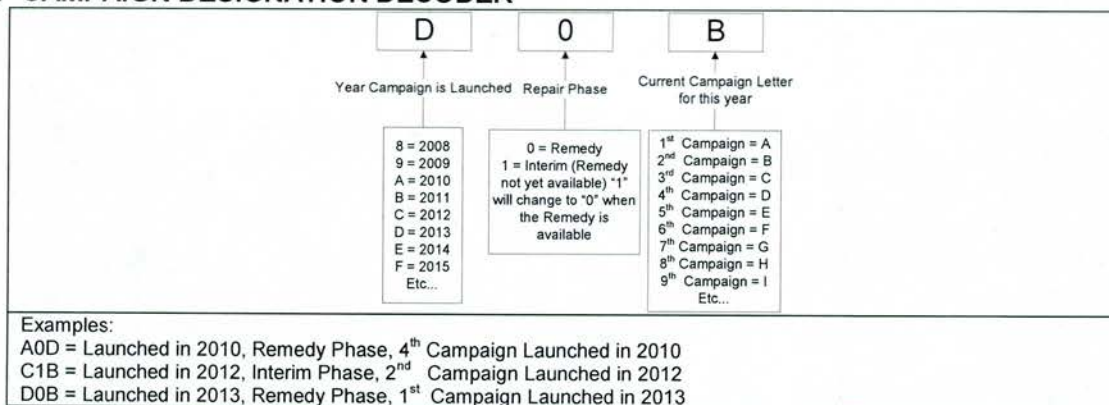 CAMPAIGN DESIGNATION DECODER
D 0 B
Year Campaign is Launched Repair Phase Current Campaign Letter
for this year
8 = 2008
9 = 2009
A = 2010
B = 2011
C = 2012
D = 2013
E = 2014
F = 2015
Etc...
0 = Remedy
1 = Interim (Remedy
not yet available) "1"
will change to "0" when
the Remedy is
available
1st Campaign = A
2nd Campaign = B
3rd Campaign = C
4th Campaign = D
5th Campaign = E
6th Campaign = F
7th Campaign = G
8th Campaign = H
9th Campaign = I
Etc...
Examples:
A0D = Launched in 2010, Remedy Phase, 4th Campaign Launched in 2010
C1B = Launched in 2012, Interim Phase, 2nd Campaign Launched in 2012
D0B = Launched in 2013, Remedy Phase, 1st Campaign Launched in 2013